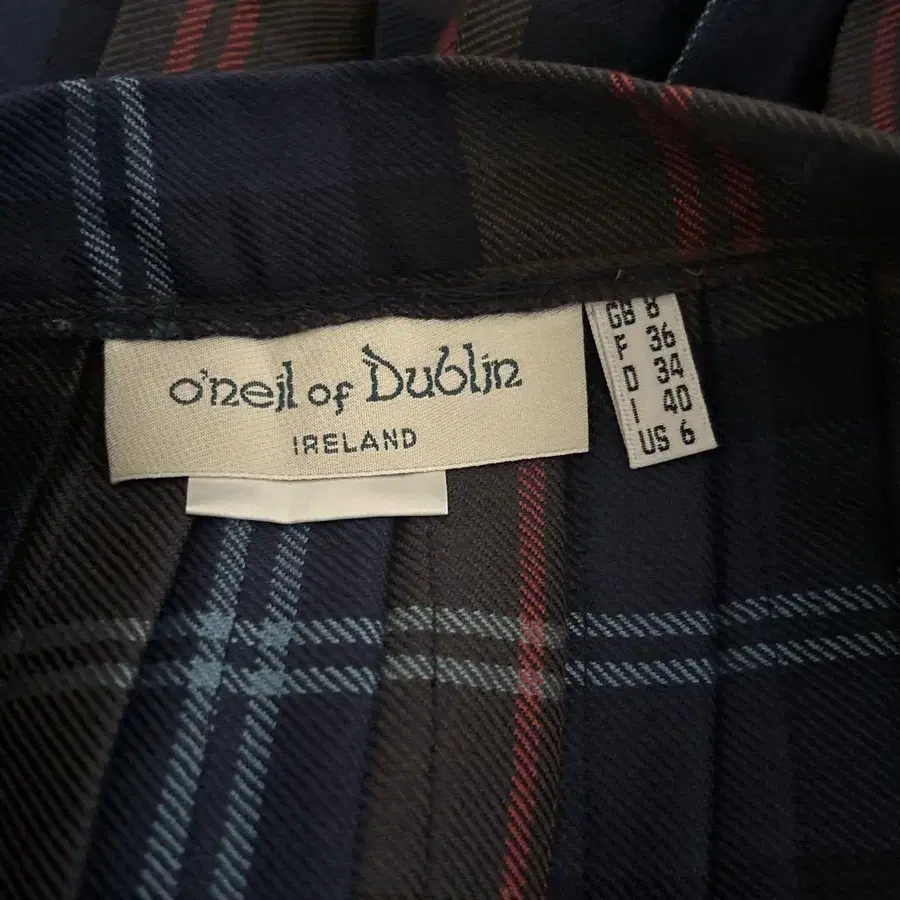 o'neil of Dublin
IRELAND
GB 8
F 36
D 34
I 40
US 6